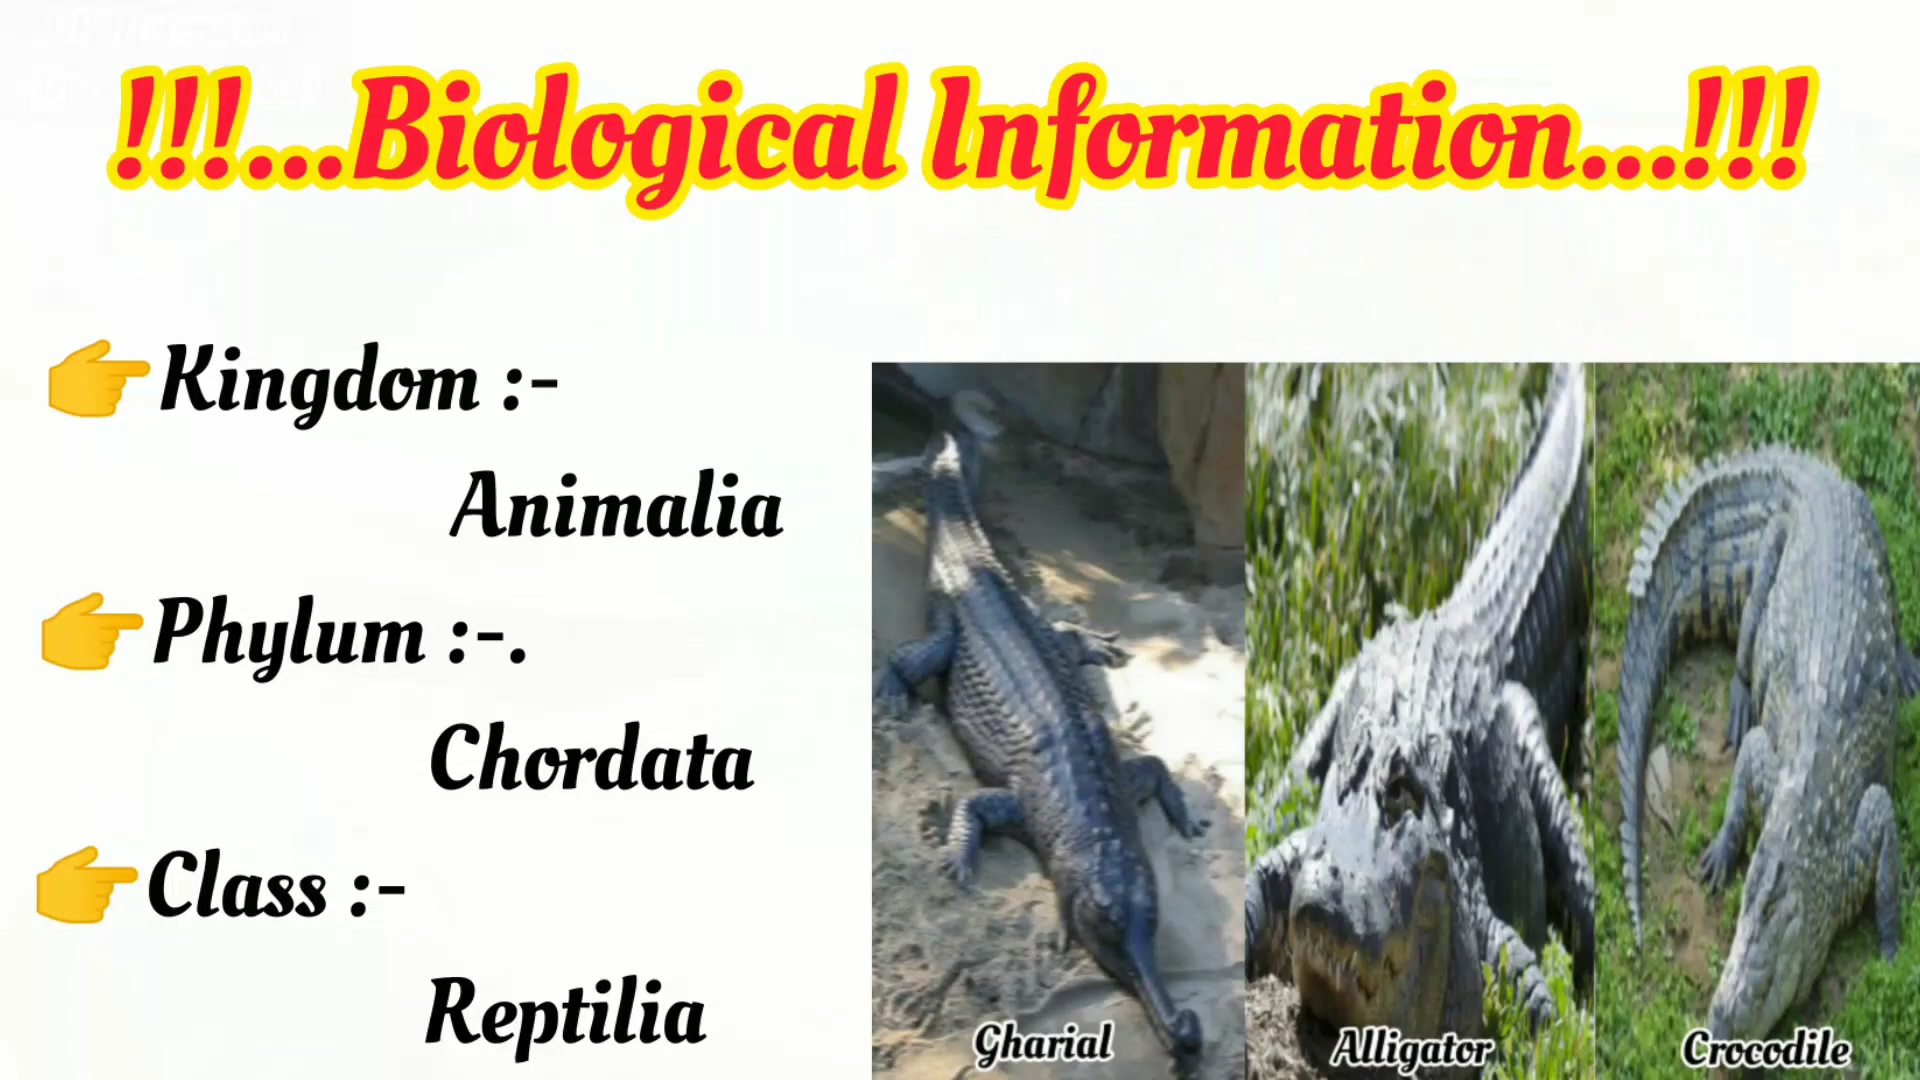 !!!...Biological Information...!!!
👉Kingdom :-
Animalia
👉Phylum :-.
Chordata
👉Class :-
Reptilia
Gharial
Alligator
Crocodile